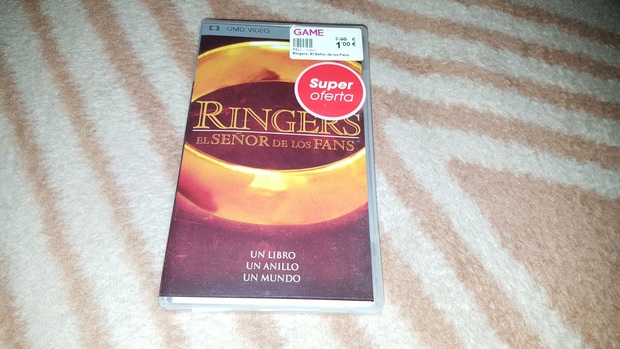 UMD VIDEO
GAME
1,00 €
Ringers: El Señor de los Fans
Super
oferta
RINGERS
EL SEÑOR DE LOS FANS
UN LIBRO
UN ANILLO
UN MUNDO